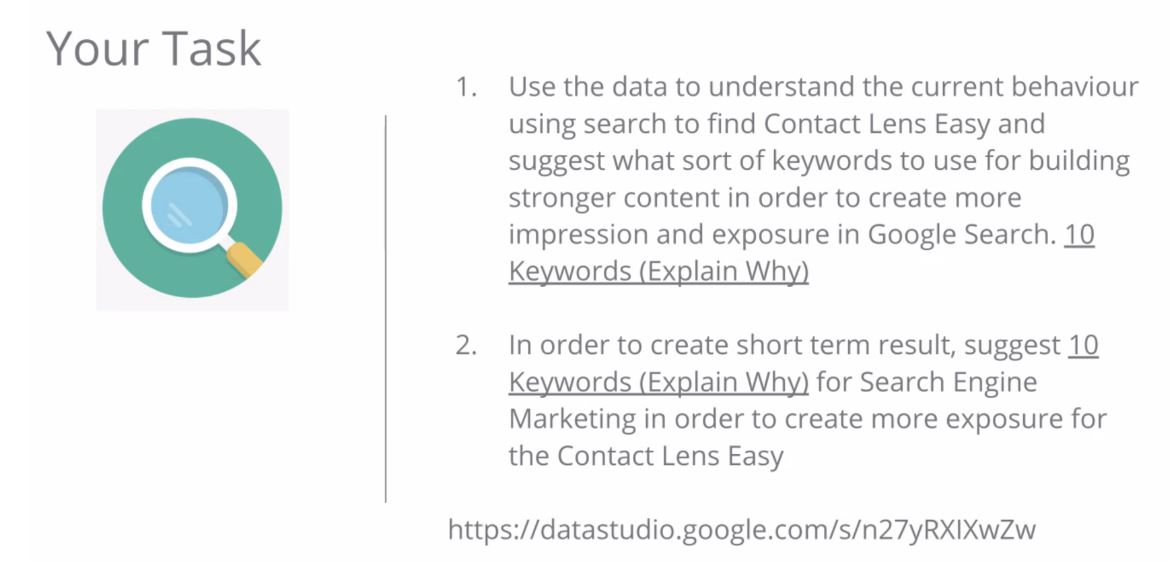 Your Task
1. Use the data to understand the current behaviour
using search to find Contact Lens Easy and
suggest what sort of keywords to use for building
stronger content in order to create more
impression and exposure in Google Search. 10
Keywords (Explain Why)
2. In order to create short term result, suggest 10
Keywords (Explain Why) for Search Engine
Marketing in order to create more exposure for
the Contact Lens Easy
https://datastudio.google.com/s/n27yRXIXwZw